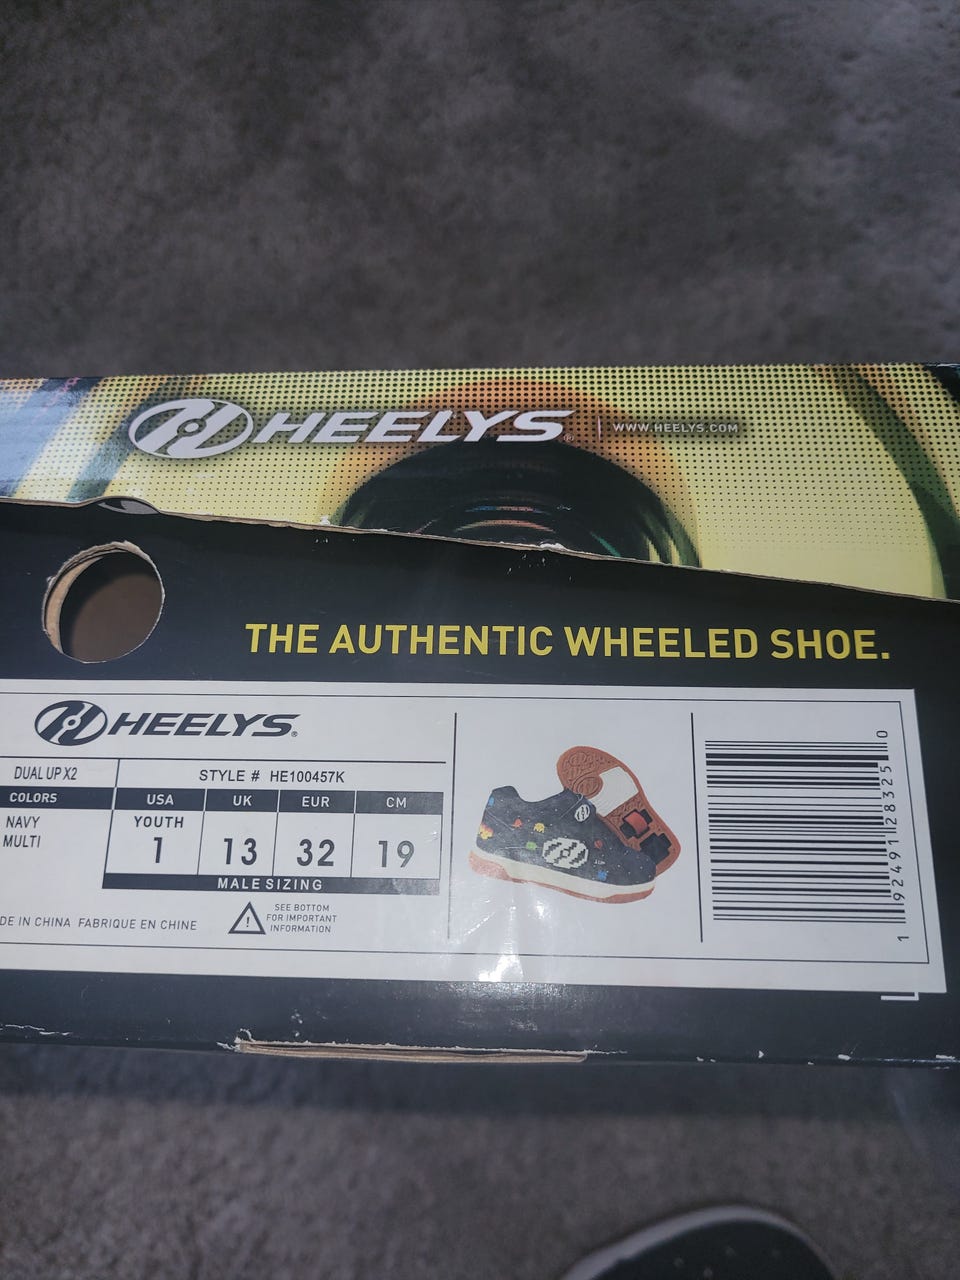 HEELYS® | WWW.HEELYS.COM
THE AUTHENTIC WHEELED SHOE.
HEELYS®
DUAL UP X2 STYLE # HE100457K
COLORS USA UK EUR CM
NAVY MULTI YOUTH 1 13 32 19
MALE SIZING
DE IN CHINA FABRIQUE EN CHINE
SEE BOTTOM
FOR IMPORTANT
INFORMATION
1 92491 28325 0